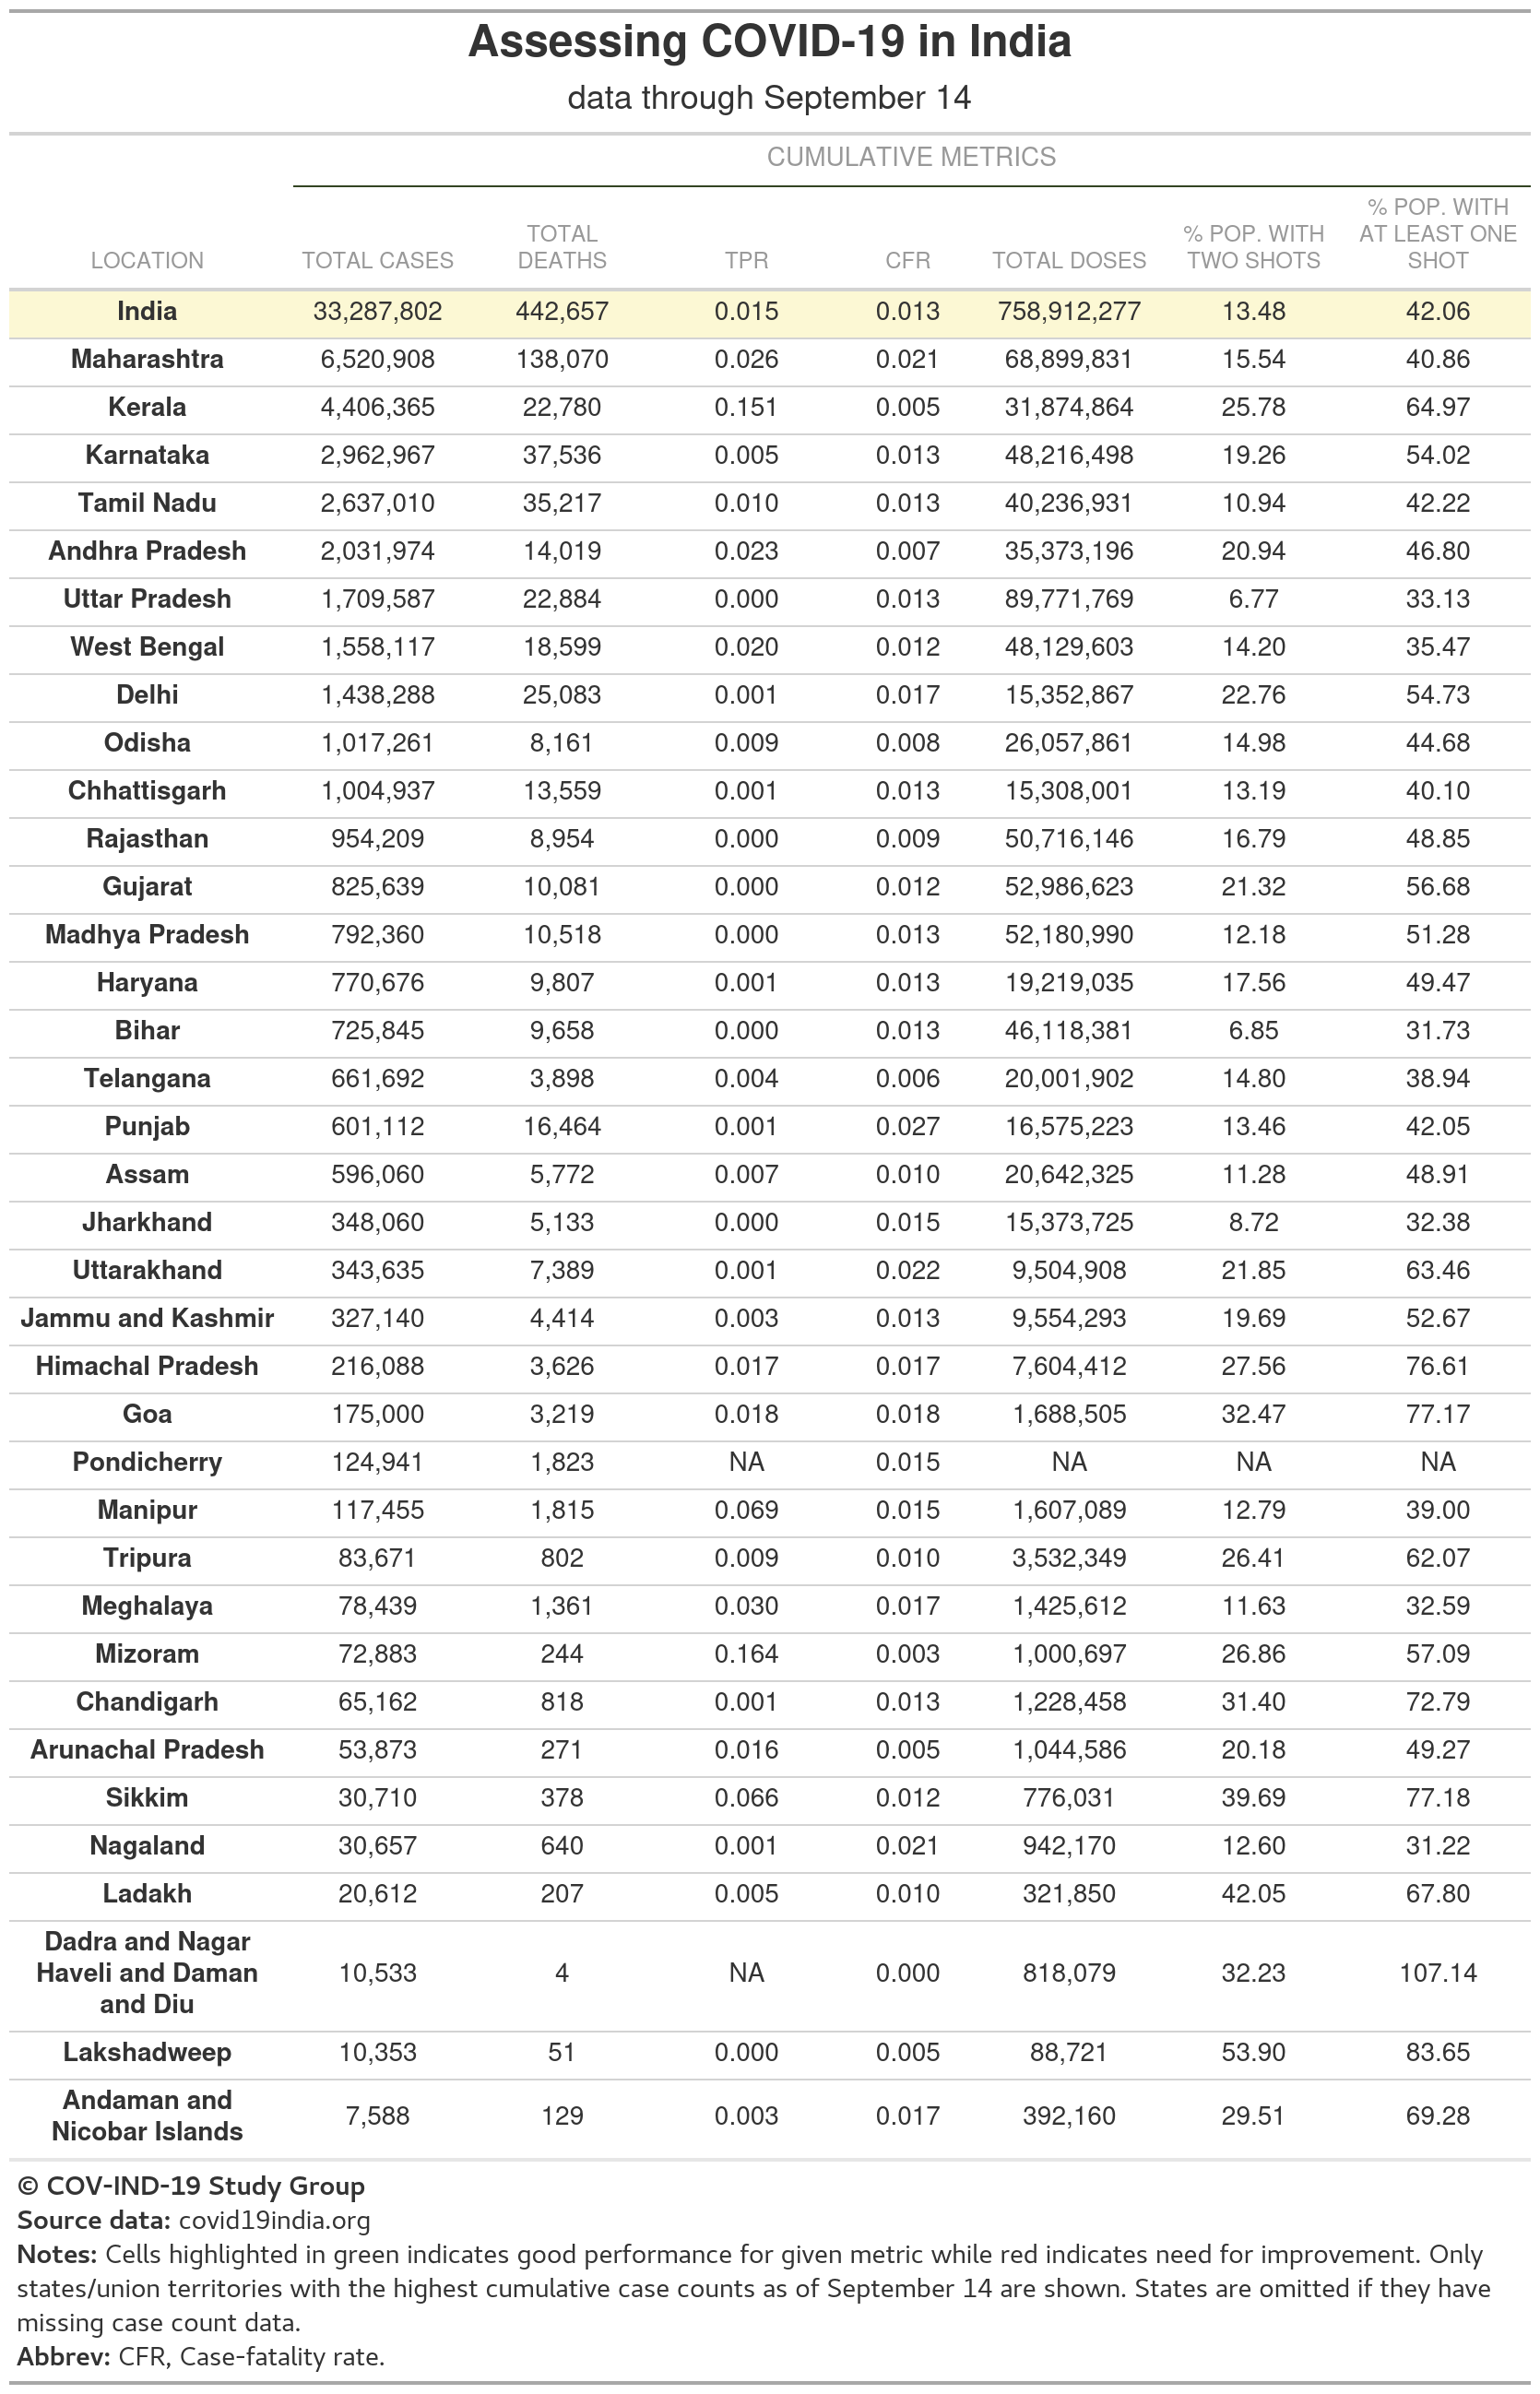 Assessing COVID-19 in India
data through September 14
CUMULATIVE METRICS
LOCATION TOTAL CASES TOTAL DEATHS TPR CFR TOTAL DOSES % POP. WITH TWO SHOTS % POP. WITH AT LEAST ONE SHOT
India 33,287,802 442,657 0.015 0.013 758,912,277 13.48 42.06
Maharashtra 6,520,908 138,070 0.026 0.021 68,899,831 15.54 40.86
Kerala 4,406,365 22,780 0.151 0.005 31,874,864 25.78 64.97
Karnataka 2,962,967 37,536 0.005 0.013 48,216,498 19.26 54.02
Tamil Nadu 2,637,010 35,217 0.010 0.013 40,236,931 10.94 42.22
Andhra Pradesh 2,031,974 14,019 0.023 0.007 35,373,196 20.94 46.80
Uttar Pradesh 1,709,587 22,884 0.000 0.013 89,771,769 6.77 33.13
West Bengal 1,558,117 18,599 0.020 0.012 48,129,603 14.20 35.47
Delhi 1,438,288 25,083 0.001 0.017 15,352,867 22.76 54.73
Odisha 1,017,261 8,161 0.009 0.008 26,057,861 14.98 44.68
Chhattisgarh 1,004,937 13,559 0.001 0.013 15,308,001 13.19 40.10
Rajasthan 954,209 8,954 0.000 0.009 50,716,146 16.79 48.85
Gujarat 825,639 10,081 0.000 0.012 52,986,623 21.32 56.68
Madhya Pradesh 792,360 10,518 0.000 0.013 52,180,990 12.18 51.28
Haryana 770,676 9,807 0.001 0.013 19,219,035 17.56 49.47
Bihar 725,845 9,658 0.000 0.013 46,118,381 6.85 31.73
Telangana 661,692 3,898 0.004 0.006 20,001,902 14.80 38.94
Punjab 601,112 16,464 0.001 0.027 16,575,223 13.46 42.05
Assam 596,060 5,772 0.007 0.010 20,642,325 11.28 48.91
Jharkhand 348,060 5,133 0.000 0.015 15,373,725 8.72 32.38
Uttarakhand 343,635 7,389 0.001 0.022 9,504,908 21.85 63.46
Jammu and Kashmir 327,140 4,414 0.003 0.013 9,554,293 19.69 52.67
Himachal Pradesh 216,088 3,626 0.017 0.017 7,604,412 27.56 76.61
Goa 175,000 3,219 0.018 0.018 1,688,505 32.47 77.17
Pondicherry 124,941 1,823 NA 0.015 NA NA NA
Manipur 117,455 1,815 0.069 0.015 1,607,089 12.79 39.00
Tripura 83,671 802 0.009 0.010 3,532,349 26.41 62.07
Meghalaya 78,439 1,361 0.030 0.017 1,425,612 11.63 32.59
Mizoram 72,883 244 0.164 0.003 1,000,697 26.86 57.09
Chandigarh 65,162 818 0.001 0.013 1,228,458 31.40 72.79
Arunachal Pradesh 53,873 271 0.016 0.005 1,044,586 20.18 49.27
Sikkim 30,710 378 0.066 0.012 776,031 39.69 77.18
Nagaland 30,657 640 0.001 0.021 942,170 12.60 31.22
Ladakh 20,612 207 0.005 0.010 321,850 42.05 67.80
Dadra and Nagar Haveli and Daman and Diu 10,533 4 NA 0.000 818,079 32.23 107.14
Lakshadweep 10,353 51 0.000 0.005 88,721 53.90 83.65
Andaman and Nicobar Islands 7,588 129 0.003 0.017 392,160 29.51 69.28
© COV-IND-19 Study Group
Source data: covid19india.org
Notes: Cells highlighted in green indicates good performance for given metric while red indicates need for improvement. Only
states/union territories with the highest cumulative case counts as of September 14 are shown. States are omitted if they have
missing case count data.
Abbrev: CFR, Case-fatality rate.